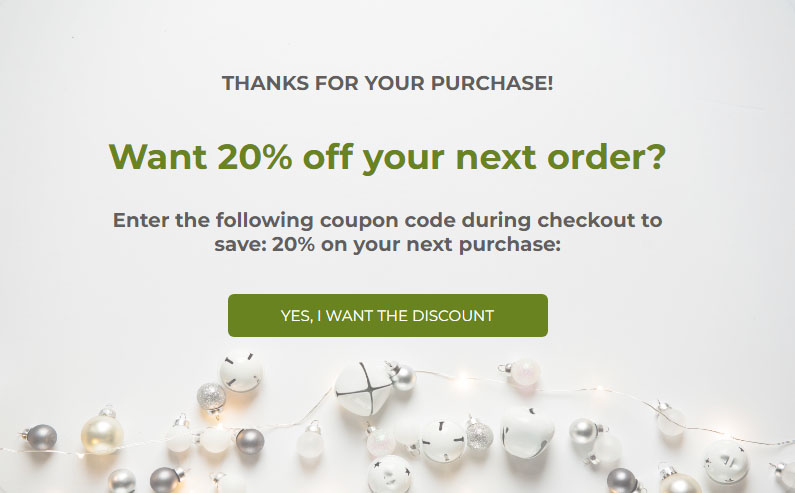 THANKS FOR YOUR PURCHASE!
Want 20% off your next order?
Enter the following coupon code during checkout to
save: 20% on your next purchase:
YES, I WANT THE DISCOUNT